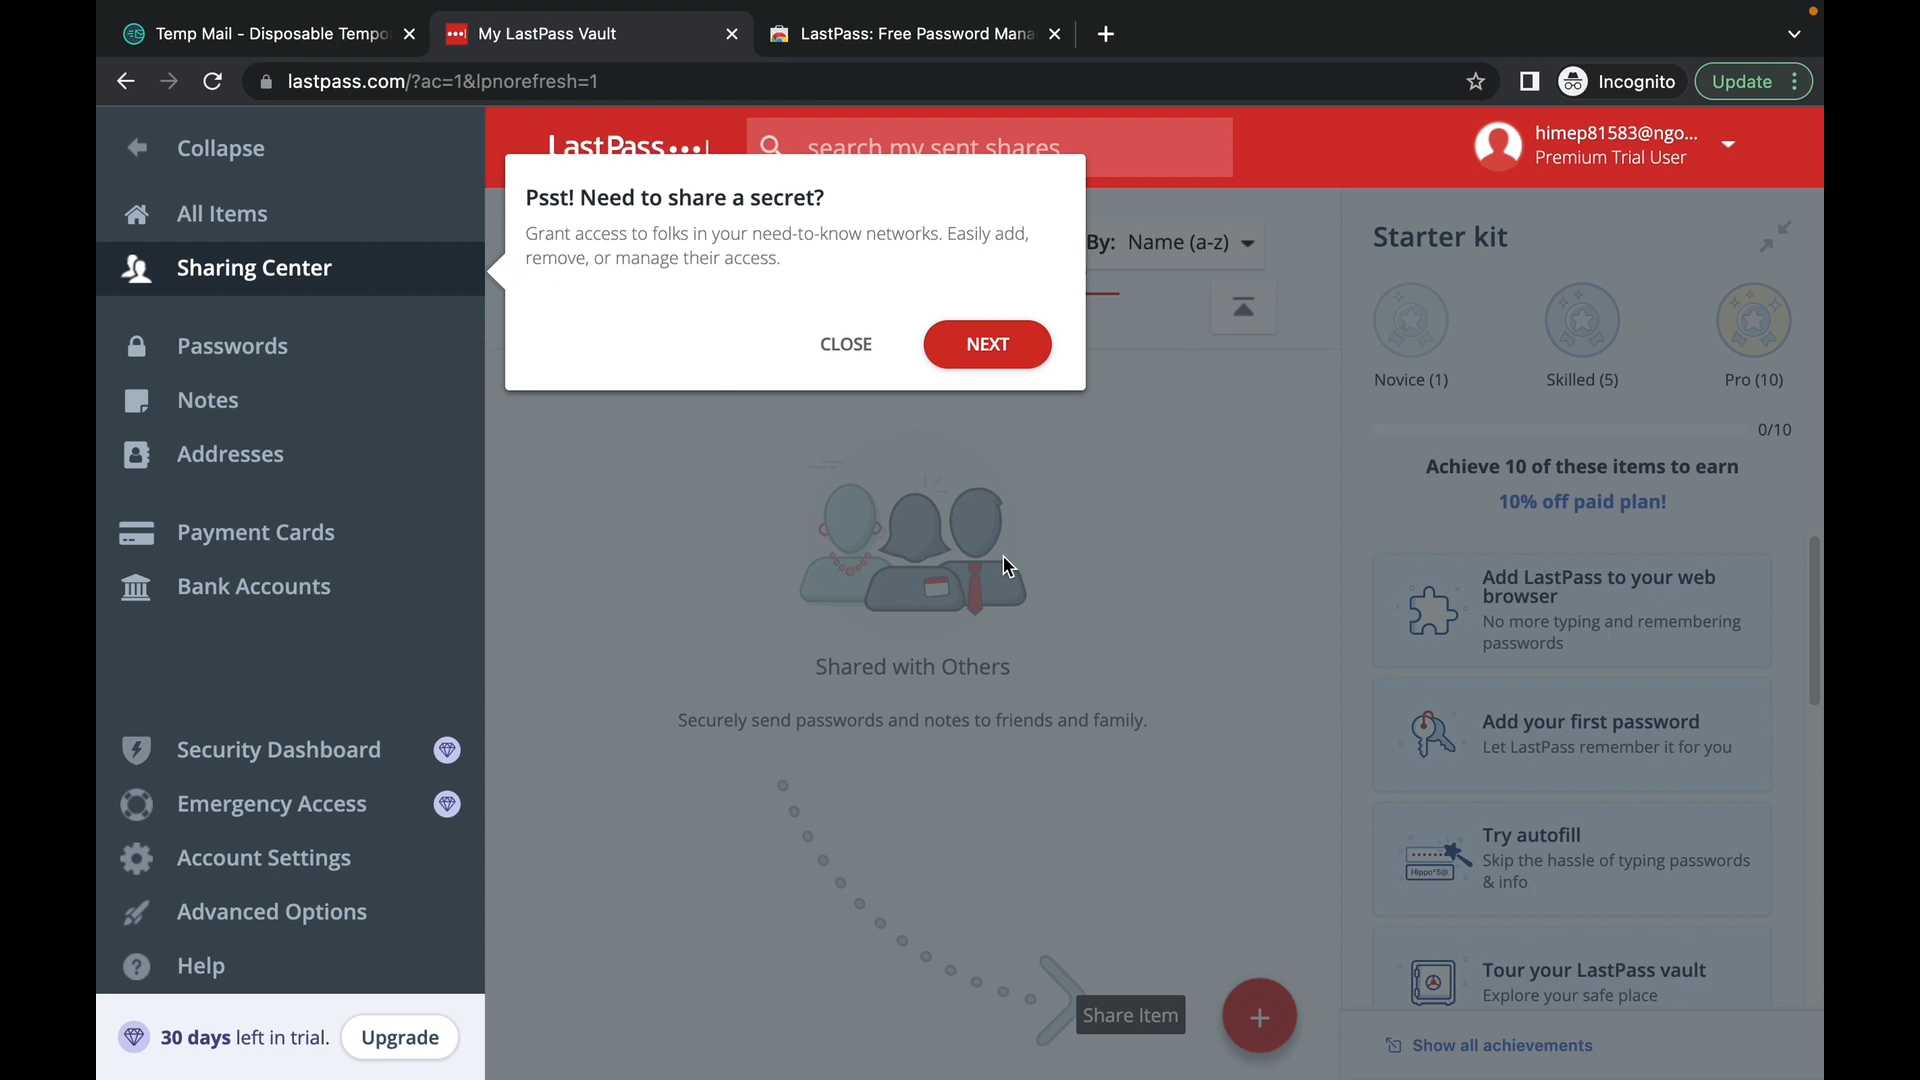 Temp Mail - Disposable Tempo
My LastPass Vault
LastPass: Free Password Mana
lastpass.com/?ac=1&lpnorefresh=1
Incognito
Update
Collapse
All Items
Sharing Center
Passwords
Notes
Addresses
Payment Cards
Bank Accounts
Security Dashboard
Emergency Access
Account Settings
Advanced Options
Help
30 days left in trial.
Upgrade
LastPass
search my sent shares
himep81583@ngo...
Premium Trial User
Psst! Need to share a secret?
Grant access to folks in your need-to-know networks. Easily add,
remove, or manage their access.
CLOSE
NEXT
By: Name (a-z)
Shared with Others
Securely send passwords and notes to friends and family.
Share Item
Starter kit
Novice (1)
Skilled (5)
Pro (10)
0/10
Achieve 10 of these items to earn
10% off paid plan!
Add LastPass to your web
browser
No more typing and remembering
passwords
Add your first password
Let LastPass remember it for you
Try autofill
Skip the hassle of typing passwords
& info
Hippo*5@
Tour your LastPass vault
Explore your safe place
Show all achievements